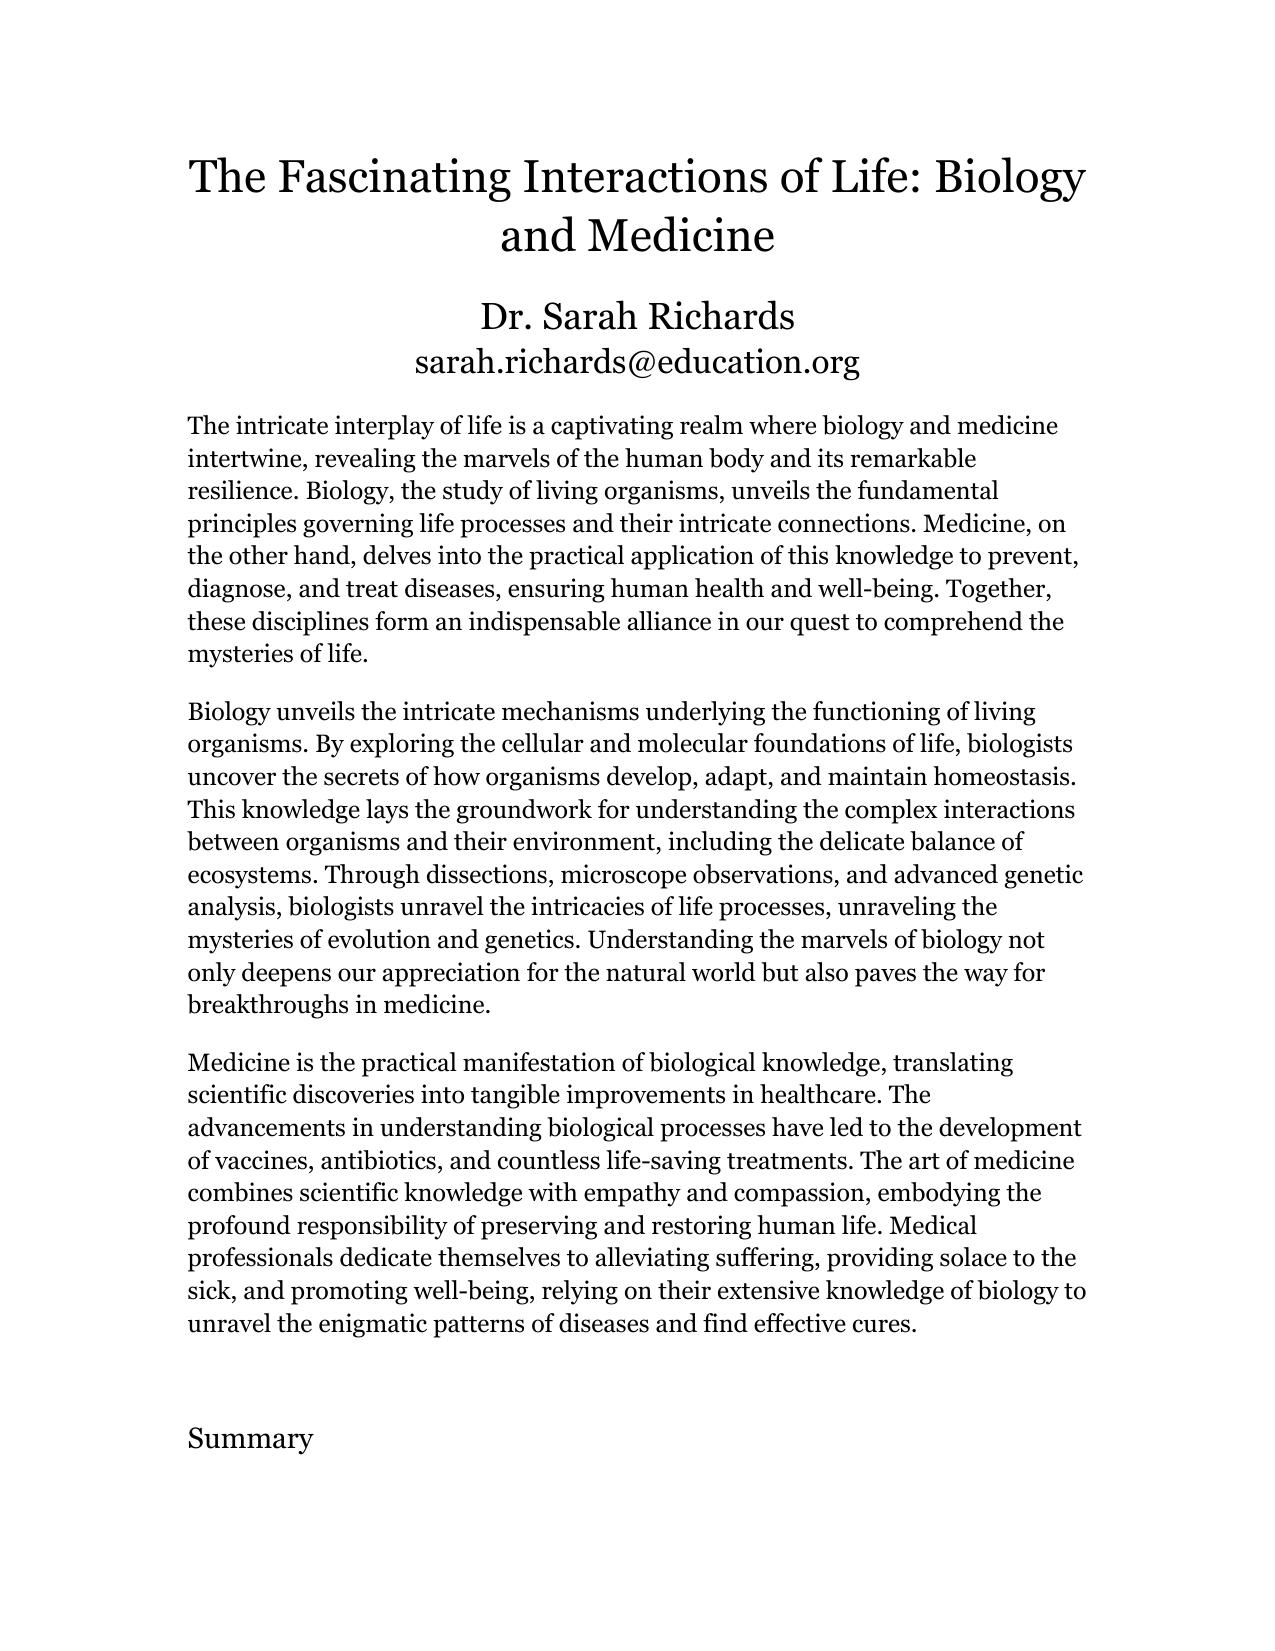 The Fascinating Interactions of Life: Biology
and Medicine
Dr. Sarah Richards
sarah.richards@education.org
The intricate interplay of life is a captivating realm where biology and medicine
intertwine, revealing the marvels of the human body and its remarkable
resilience. Biology, the study of living organisms, unveils the fundamental
principles governing life processes and their intricate connections. Medicine, on
the other hand, delves into the practical application of this knowledge to prevent,
diagnose, and treat diseases, ensuring human health and well-being. Together,
these disciplines form an indispensable alliance in our quest to comprehend the
mysteries of life.
Biology unveils the intricate mechanisms underlying the functioning of living
organisms. By exploring the cellular and molecular foundations of life, biologists
uncover the secrets of how organisms develop, adapt, and maintain homeostasis.
This knowledge lays the groundwork for understanding the complex interactions
between organisms and their environment, including the delicate balance of
ecosystems. Through dissections, microscope observations, and advanced genetic
analysis, biologists unravel the intricacies of life processes, unraveling the
mysteries of evolution and genetics. Understanding the marvels of biology not
only deepens our appreciation for the natural world but also paves the way for
breakthroughs in medicine.
Medicine is the practical manifestation of biological knowledge, translating
scientific discoveries into tangible improvements in healthcare. The
advancements in understanding biological processes have led to the development
of vaccines, antibiotics, and countless life-saving treatments. The art of medicine
combines scientific knowledge with empathy and compassion, embodying the
profound responsibility of preserving and restoring human life. Medical
professionals dedicate themselves to alleviating suffering, providing solace to the
sick, and promoting well-being, relying on their extensive knowledge of biology to
unravel the enigmatic patterns of diseases and find effective cures.
Summary